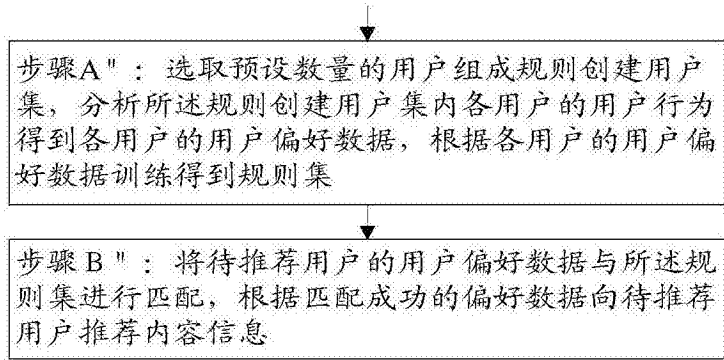 步骤A"：选取预设数量的用户组成规则创建用户
集，分析所述规则创建用户集内各用户的用户行为
得到各用户的用户偏好数据，根据各用户的用户偏
好数据训练得到规则集
步骤B"：将待推荐用户的用户偏好数据与所述规
则集进行匹配，根据匹配成功的偏好数据向待推荐
用户推荐内容信息